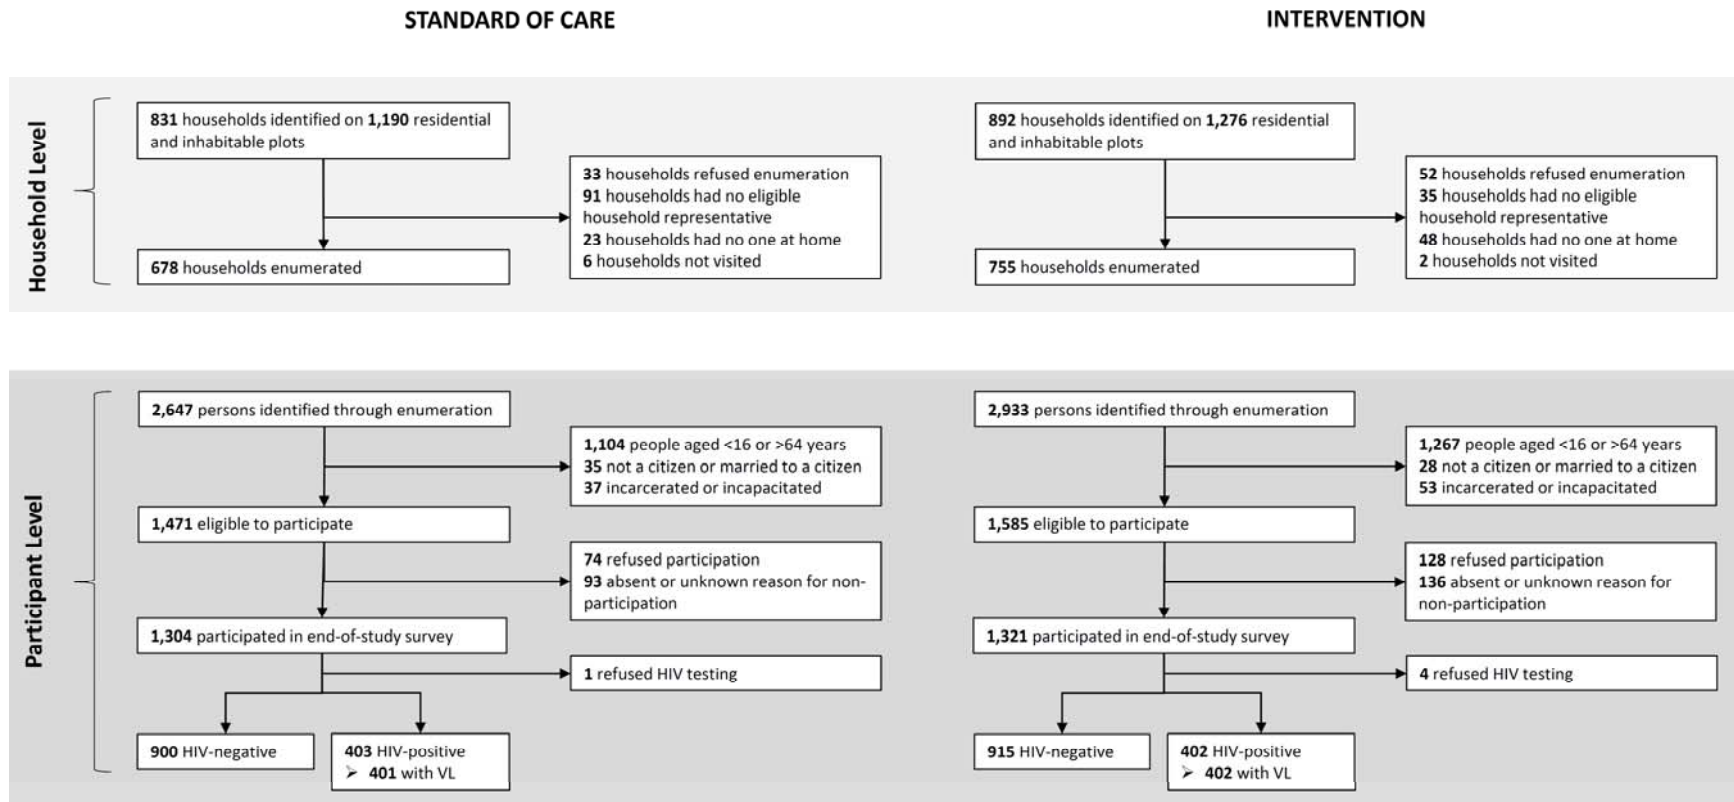 STANDARD OF CARE
INTERVENTION
Household Level
831 households identified on 1,190 residential
and inhabitable plots
33 households refused enumeration
91 households had no eligible
household representative
23 households had no one at home
6 households not visited
678 households enumerated
892 households identified on 1,276 residential
and inhabitable plots
52 households refused enumeration
35 households had no eligible
household representative
48 households had no one at home
2 households not visited
755 households enumerated
Participant Level
2,647 persons identified through enumeration
1,104 people aged <16 or >64 years
35 not a citizen or married to a citizen
37 incarcerated or incapacitated
1,471 eligible to participate
74 refused participation
93 absent or unknown reason for non-
participation
1,304 participated in end-of-study survey
1 refused HIV testing
900 HIV-negative
403 HIV-positive
➢ 401 with VL
2,933 persons identified through enumeration
1,267 people aged <16 or >64 years
28 not a citizen or married to a citizen
53 incarcerated or incapacitated
1,585 eligible to participate
128 refused participation
136 absent or unknown reason for
non-participation
1,321 participated in end-of-study survey
4 refused HIV testing
915 HIV-negative
402 HIV-positive
➢ 402 with VL